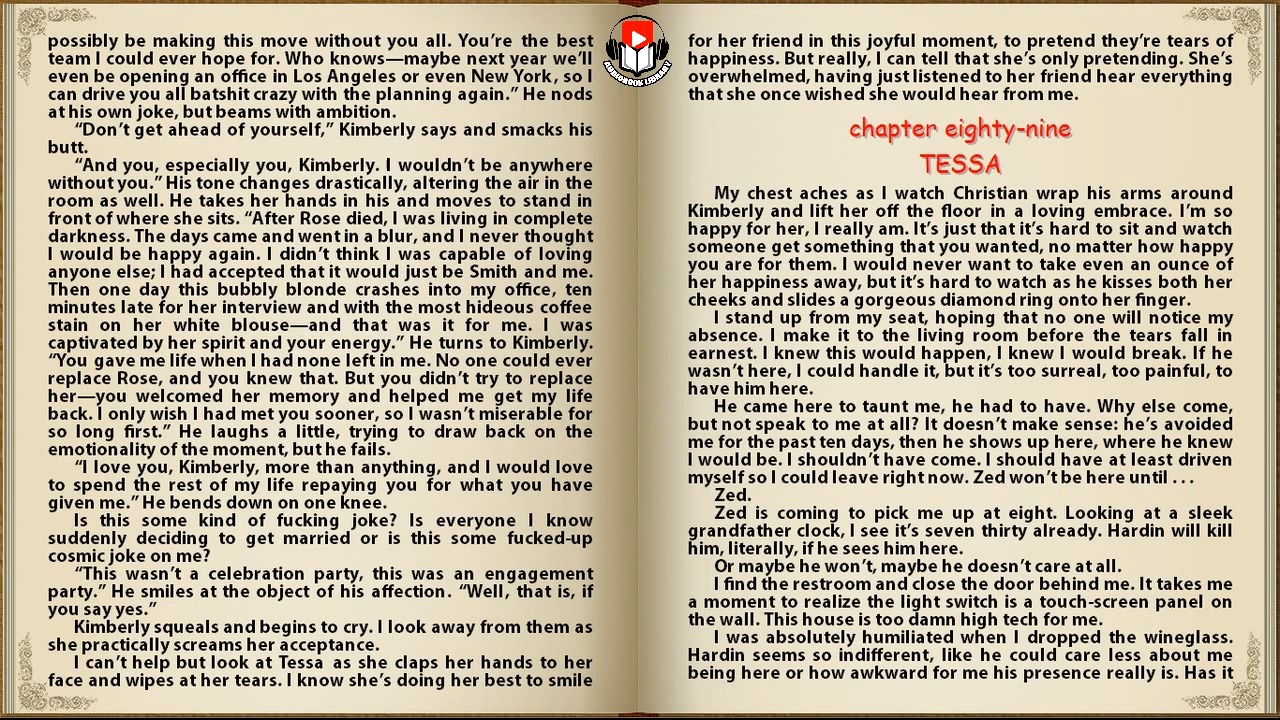 possibly be making this move without you all. You’re the best
team I could ever hope for. Who knows—maybe next year we’ll
even be opening an office in Los Angeles or even New York, so I
can drive you all batshit crazy with the planning again.” He nods
at his own joke, but beams with ambition.
“Don’t get ahead of yourself,” Kimberly says and smacks his
butt.
“And you, especially you, Kimberly. I wouldn’t be anywhere
without you.” His tone changes drastically, altering the air in the
room as well. He takes her hands in his and moves to stand in
front of where she sits. “After Rose died, I was living in complete
darkness. The days came and went in a blur, and I never thought
I would be happy again. I didn’t think I was capable of loving
anyone else; I had accepted that it would just be Smith and me.
Then one day this bubbly blonde crashes into my office, ten
minutes late for her interview and with the most hideous coffee
stain on her white blouse—and that was it for me. I was
captivated by her spirit and your energy.” He turns to Kimberly.
“You gave me life when I had none left in me. No one could ever
replace Rose, and you knew that. But you didn’t try to replace
her—you welcomed her memory and helped me get my life
back. I only wish I had met you sooner, so I wasn’t miserable for
so long first.” He laughs a little, trying to draw back on the
emotionality of the moment, but he fails.
“I love you, Kimberly, more than anything, and I would love
to spend the rest of my life repaying you for what you have
given me.” He bends down on one knee.
Is this some kind of fucking joke? Is everyone I know
suddenly deciding to get married or is this some fucked-up
cosmic joke on me?
“This wasn’t a celebration party, this was an engagement
party.” He smiles at the object of his affection. “Well, that is, if
you say yes.”
Kimberly squeals and begins to cry. I look away from them as
she practically screams her acceptance.
I can’t help but look at Tessa as she claps her hands to her
face and wipes at her tears. I know she’s doing her best to smile
AUDIOBOOK LIBRARY
for her friend in this joyful moment, to pretend they’re tears of
happiness. But really, I can tell that she’s only pretending. She’s
overwhelmed, having just listened to her friend hear everything
that she once wished she would hear from me.
chapter eighty-nine
TESSA
My chest aches as I watch Christian wrap his arms around
Kimberly and lift her off the floor in a loving embrace. I’m so
happy for her, I really am. It’s just that it’s hard to sit and watch
someone get something that you wanted, no matter how happy
you are for them. I would never want to take even an ounce of
her happiness away, but it’s hard to watch as he kisses both her
cheeks and slides a gorgeous diamond ring onto her finger.
I stand up from my seat, hoping that no one will notice my
absence. I make it to the living room before the tears fall in
earnest. I knew this would happen, I knew I would break. If he
wasn’t here, I could handle it, but it’s too surreal, too painful, to
have him here.
He came here to taunt me, he had to have. Why else come,
but not speak to me at all? It doesn’t make sense: he’s avoided
me for the past ten days, then he shows up here, where he knew
I would be. I shouldn’t have come. I should have at least driven
myself so I could leave right now. Zed won’t be here until . . .
Zed.
Zed is coming to pick me up at eight. Looking at a sleek
grandfather clock, I see it’s seven thirty already. Hardin will kill
him, literally, if he sees him here.
Or maybe he won’t, maybe he doesn’t care at all.
I find the restroom and close the door behind me. It takes me
a moment to realize the light switch is a touch-screen panel on
the wall. This house is too damn high tech for me.
I was absolutely humiliated when I dropped the wineglass.
Hardin seems so indifferent, like he could care less about me
being here or how awkward for me his presence really is. Has it